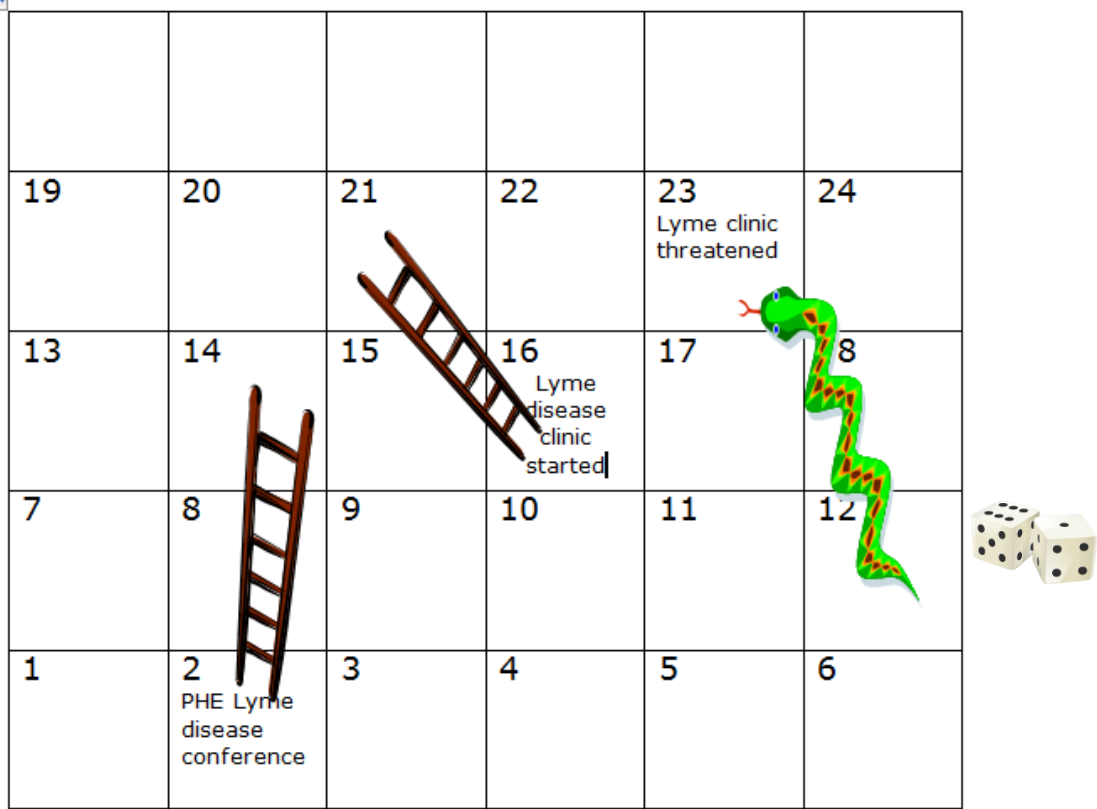 19 20 21 22 23 24
Lyme clinic
threatened
13 14 15 16 17 8
Lyme
disease
clinic
started
7 8 9 10 11 12
1 2 3 4 5 6
PHE Lyme
disease
conference